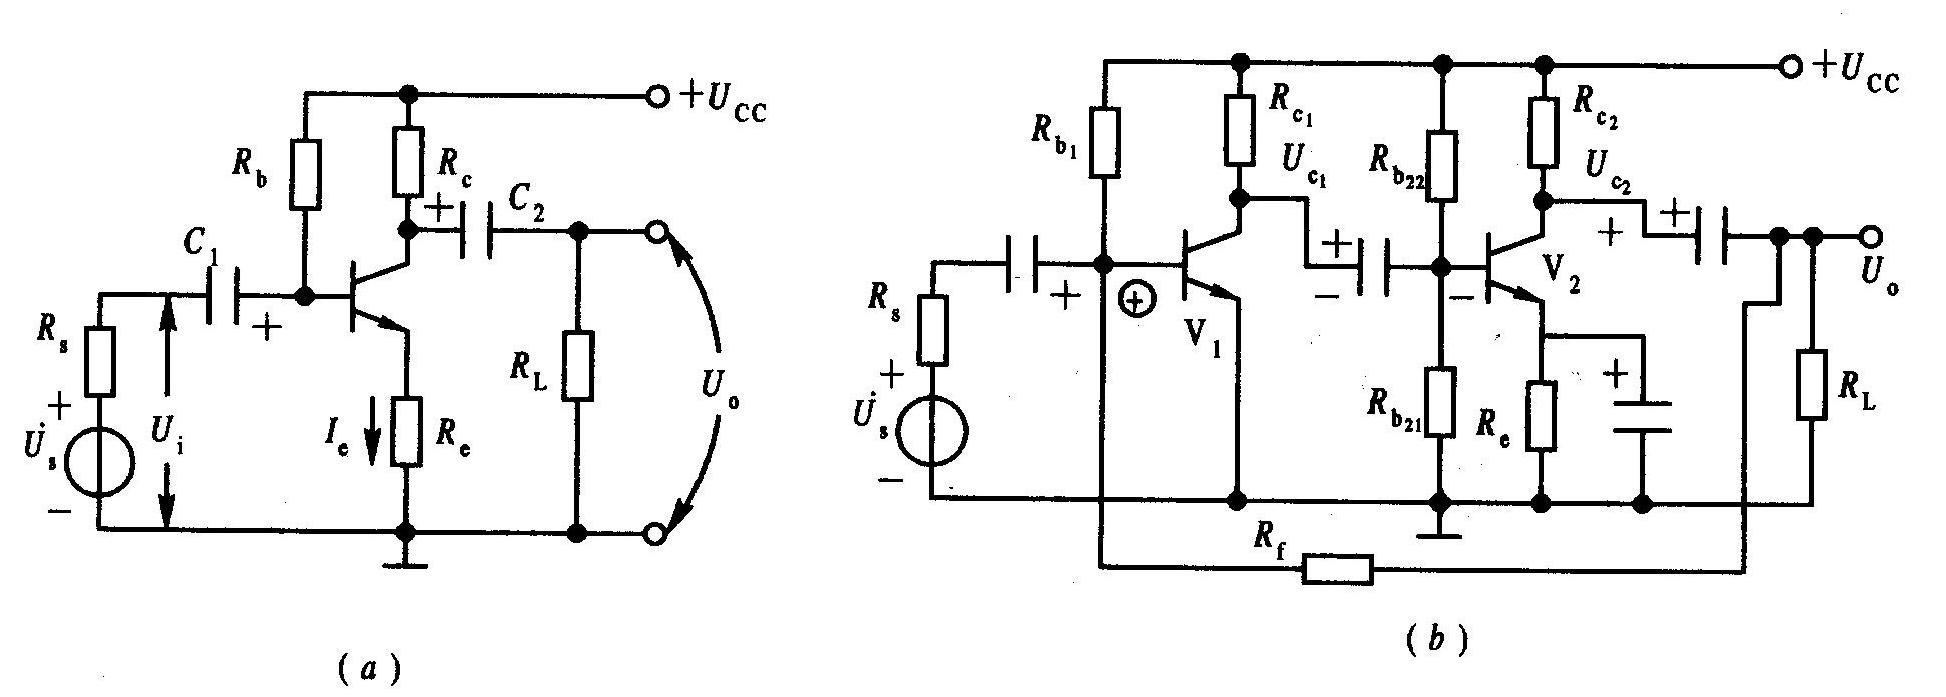 +U_CC
R_b
R_c
+
C_2
C_1
+
R_s
+
U̇_s
−
U_i
I_e
R_e
R_L
U_o
(a)
+U_CC
R_b1
R_c1
U_c1
R_b22
R_c2
U_c2
+
+
U_o
R_s
+
(+)
V_1
+
−
−
V_2
+
U̇_s
−
R_b21
R_e
+
R_L
R_f
(b)